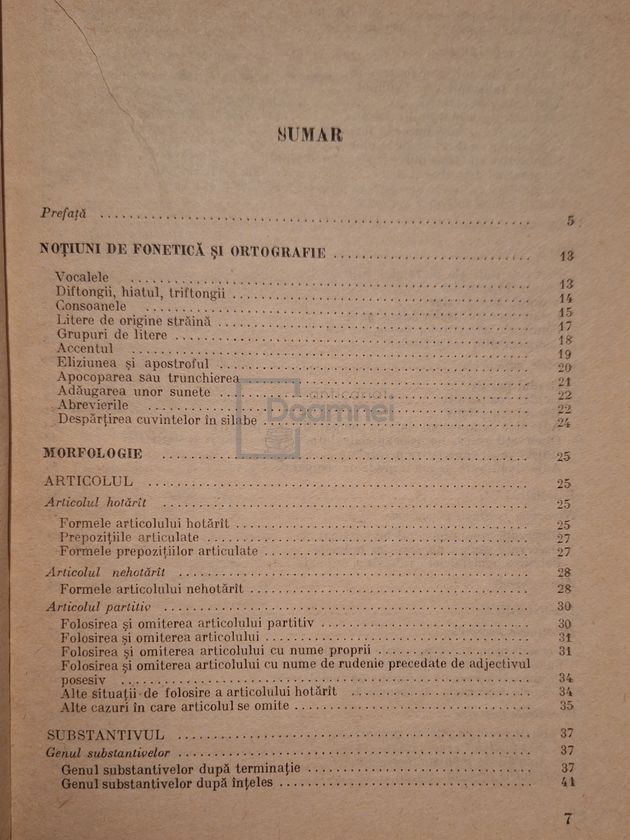 SUMAR
Prefață 5
NOȚIUNI DE FONETICĂ ȘI ORTOGRAFIE 13
Vocalele 13
Diftongii, hiatul, triftongii 14
Consoanele 15
Litere de origine străină 17
Grupuri de litere 18
Accentul 19
Eliziunea și apostroful 20
Apocoparea sau trunchierea 21
Adăugarea unor sunete 22
Abrevierile 22
Despărțirea cuvintelor în silabe 24
anticariat
Doamnei
MORFOLOGIE 25
ARTICOLUL 25
Articolul hotărît 25
Formele articolului hotărît 25
Prepozițiile articulate 27
Formele prepozițiilor articulate 27
Articolul nehotărît 28
Formele articolului nehotărît 28
Articolul partitiv 30
Folosirea și omiterea articolului partitiv 30
Folosirea și omiterea articolului 31
Folosirea și omiterea articolului cu nume proprii 31
Folosirea și omiterea articolului cu nume de rudenie precedate de adjectivul
posesiv 34
Alte situații de folosire a articolului hotărît 34
Alte cazuri în care articolul se omite 35
SUBSTANTIVUL 37
Genul substantivelor 37
Genul substantivelor după terminație 37
Genul substantivelor după înțeles 41
7